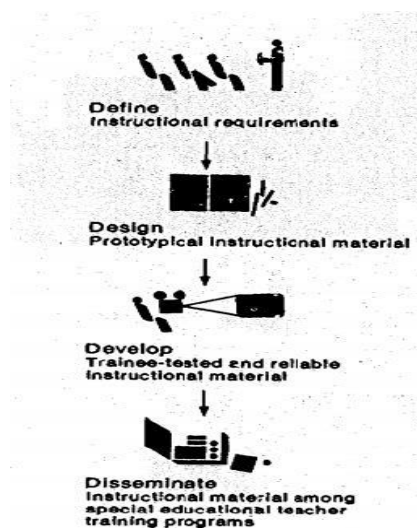 Define
Instructional requirements
Design
Prototypical instructional material
Develop
Trainee-tested and reliable
instructional material
Disseminate
Instructional material among
special educational teacher
training programs